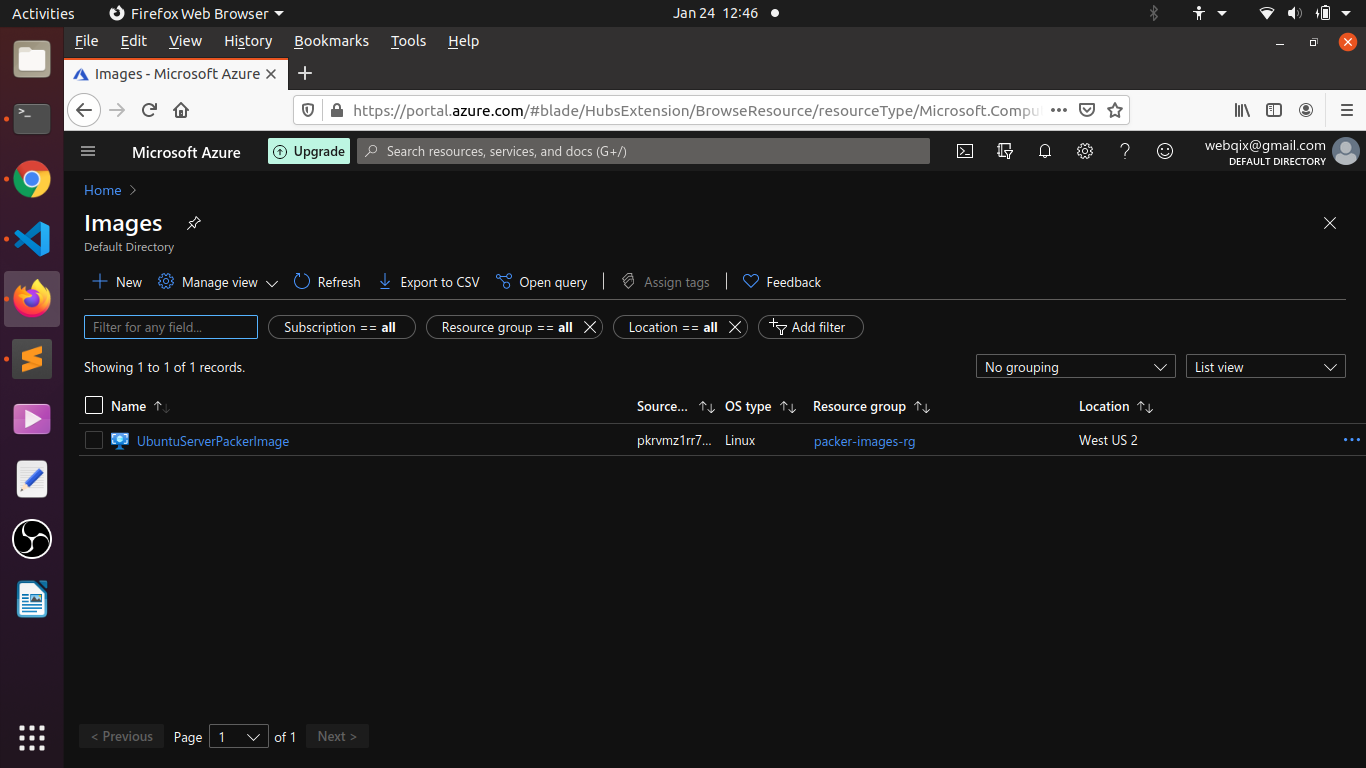 Activities Firefox Web Browser Jan 24 12:46
File Edit View History Bookmarks Tools Help
Images - Microsoft Azure
https://portal.azure.com/#blade/HubsExtension/BrowseResource/resourceType/Microsoft.Compu
Microsoft Azure Upgrade Search resources, services, and docs (G+/) webqix@gmail.com
DEFAULT DIRECTORY
Home
Images
Default Directory
New Manage view Refresh Export to CSV Open query Assign tags Feedback
Filter for any field... Subscription == all Resource group == all Location == all Add filter
Showing 1 to 1 of 1 records. No grouping List view
Name Source... OS type Resource group Location
UbuntuServerPackerImage pkrvmz1rr7... Linux packer-images-rg West US 2
< Previous Page 1 of 1 Next >